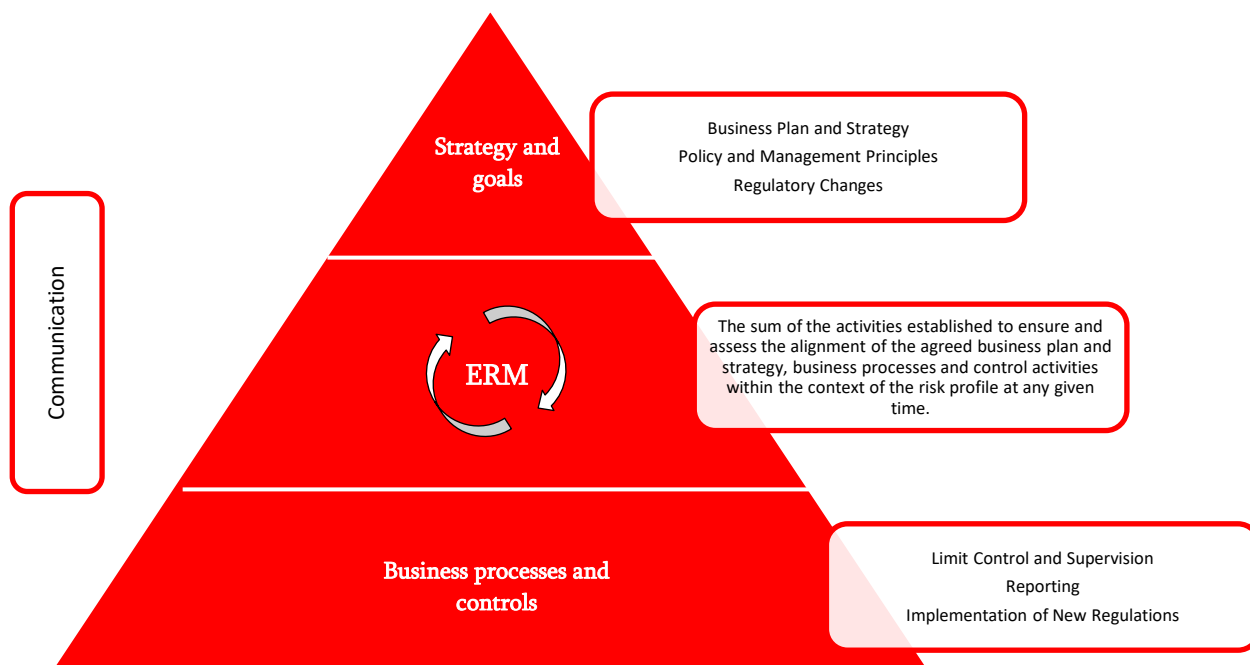 Communication
Strategy and
goals
Business Plan and Strategy
Policy and Management Principles
Regulatory Changes
ERM
The sum of the activities established to ensure and
assess the alignment of the agreed business plan and
strategy, business processes and control activities
within the context of the risk profile at any given
time.
Business processes and
controls
Limit Control and Supervision
Reporting
Implementation of New Regulations